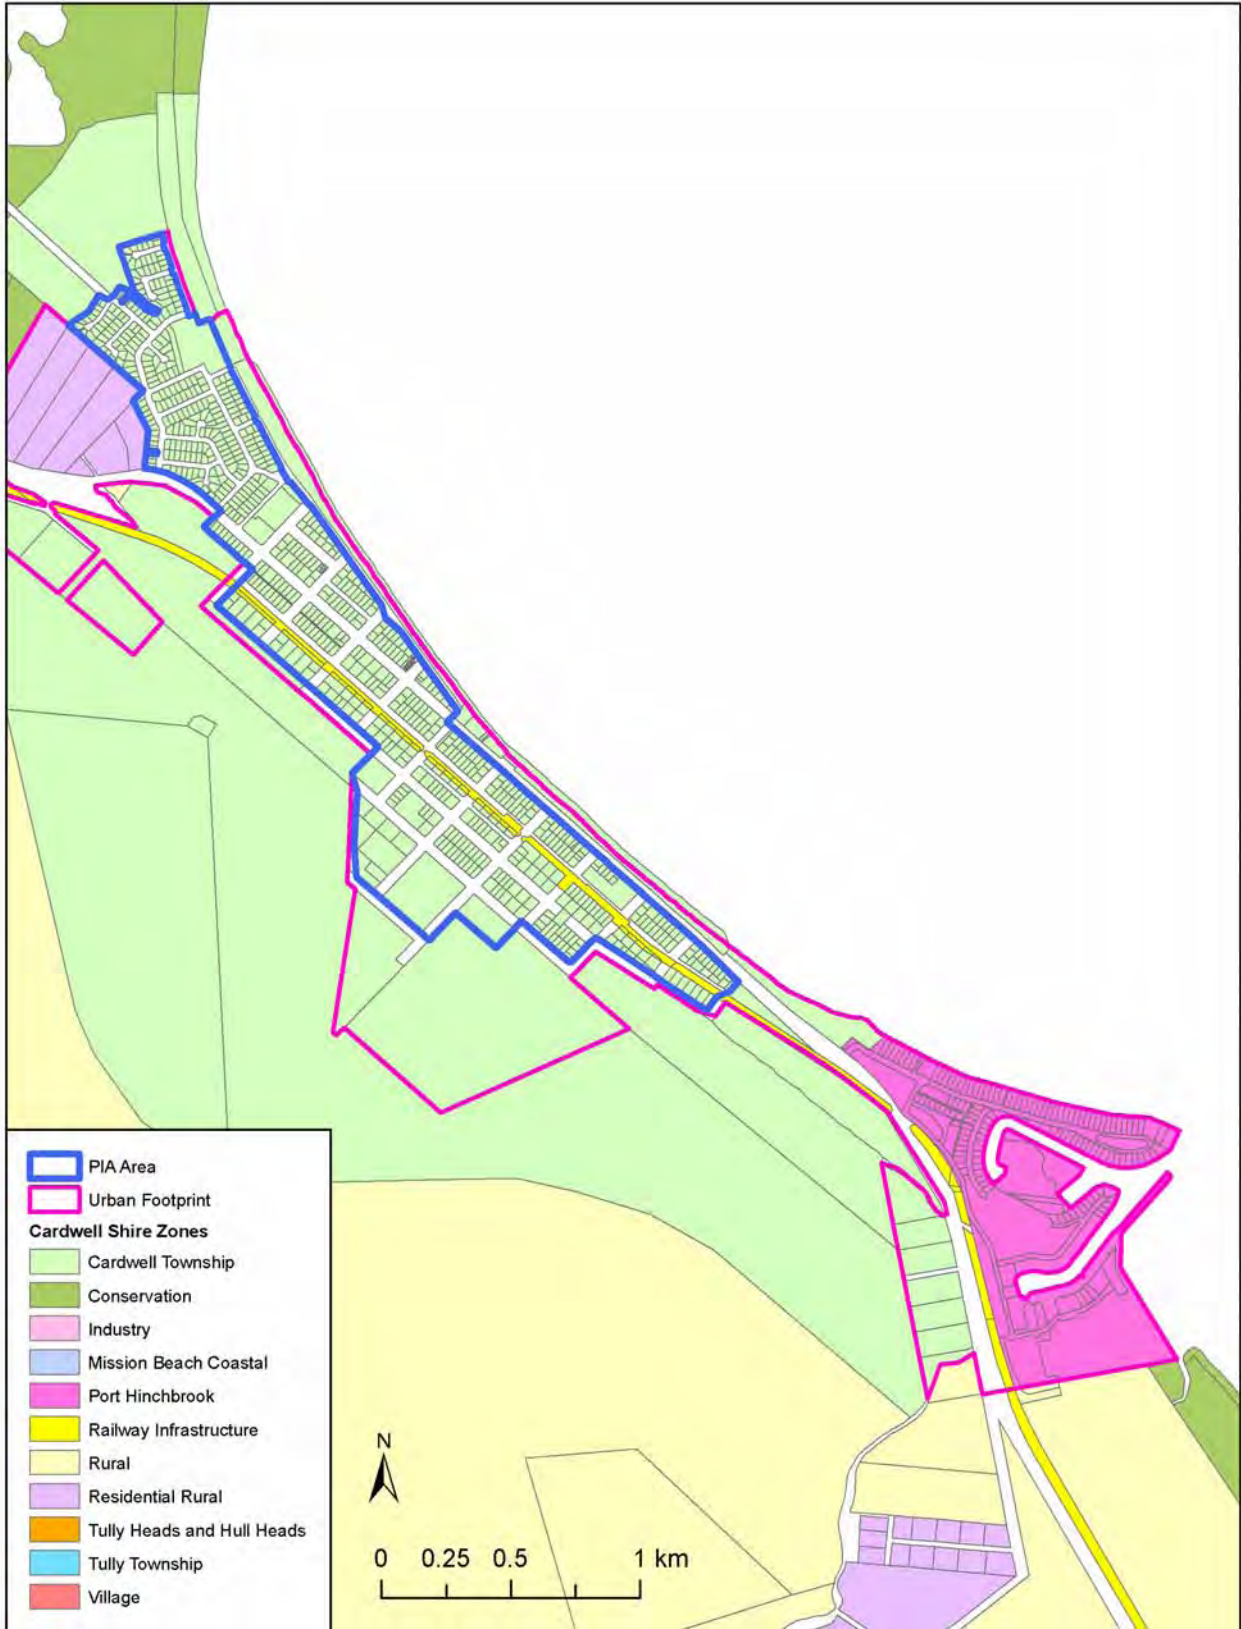 PIA Area
Urban Footprint
Cardwell Shire Zones
Cardwell Township
Conservation
Industry
Mission Beach Coastal
Port Hinchbrook
Railway Infrastructure
Rural
Residential Rural
Tully Heads and Hull Heads
Tully Township
Village
N
0 0.25 0.5 1 km